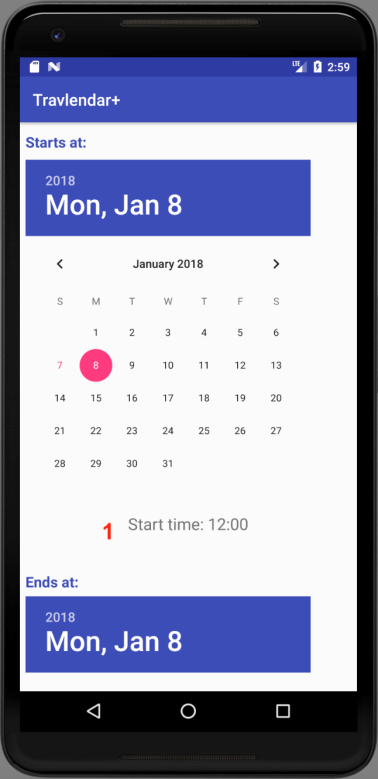 LTE 2:59
Travlendar+
Starts at:
2018
Mon, Jan 8
January 2018
S M T W T F S
1 2 3 4 5 6
7 8 9 10 11 12 13
14 15 16 17 18 19 20
21 22 23 24 25 26 27
28 29 30 31
1 Start time: 12:00
Ends at:
2018
Mon, Jan 8